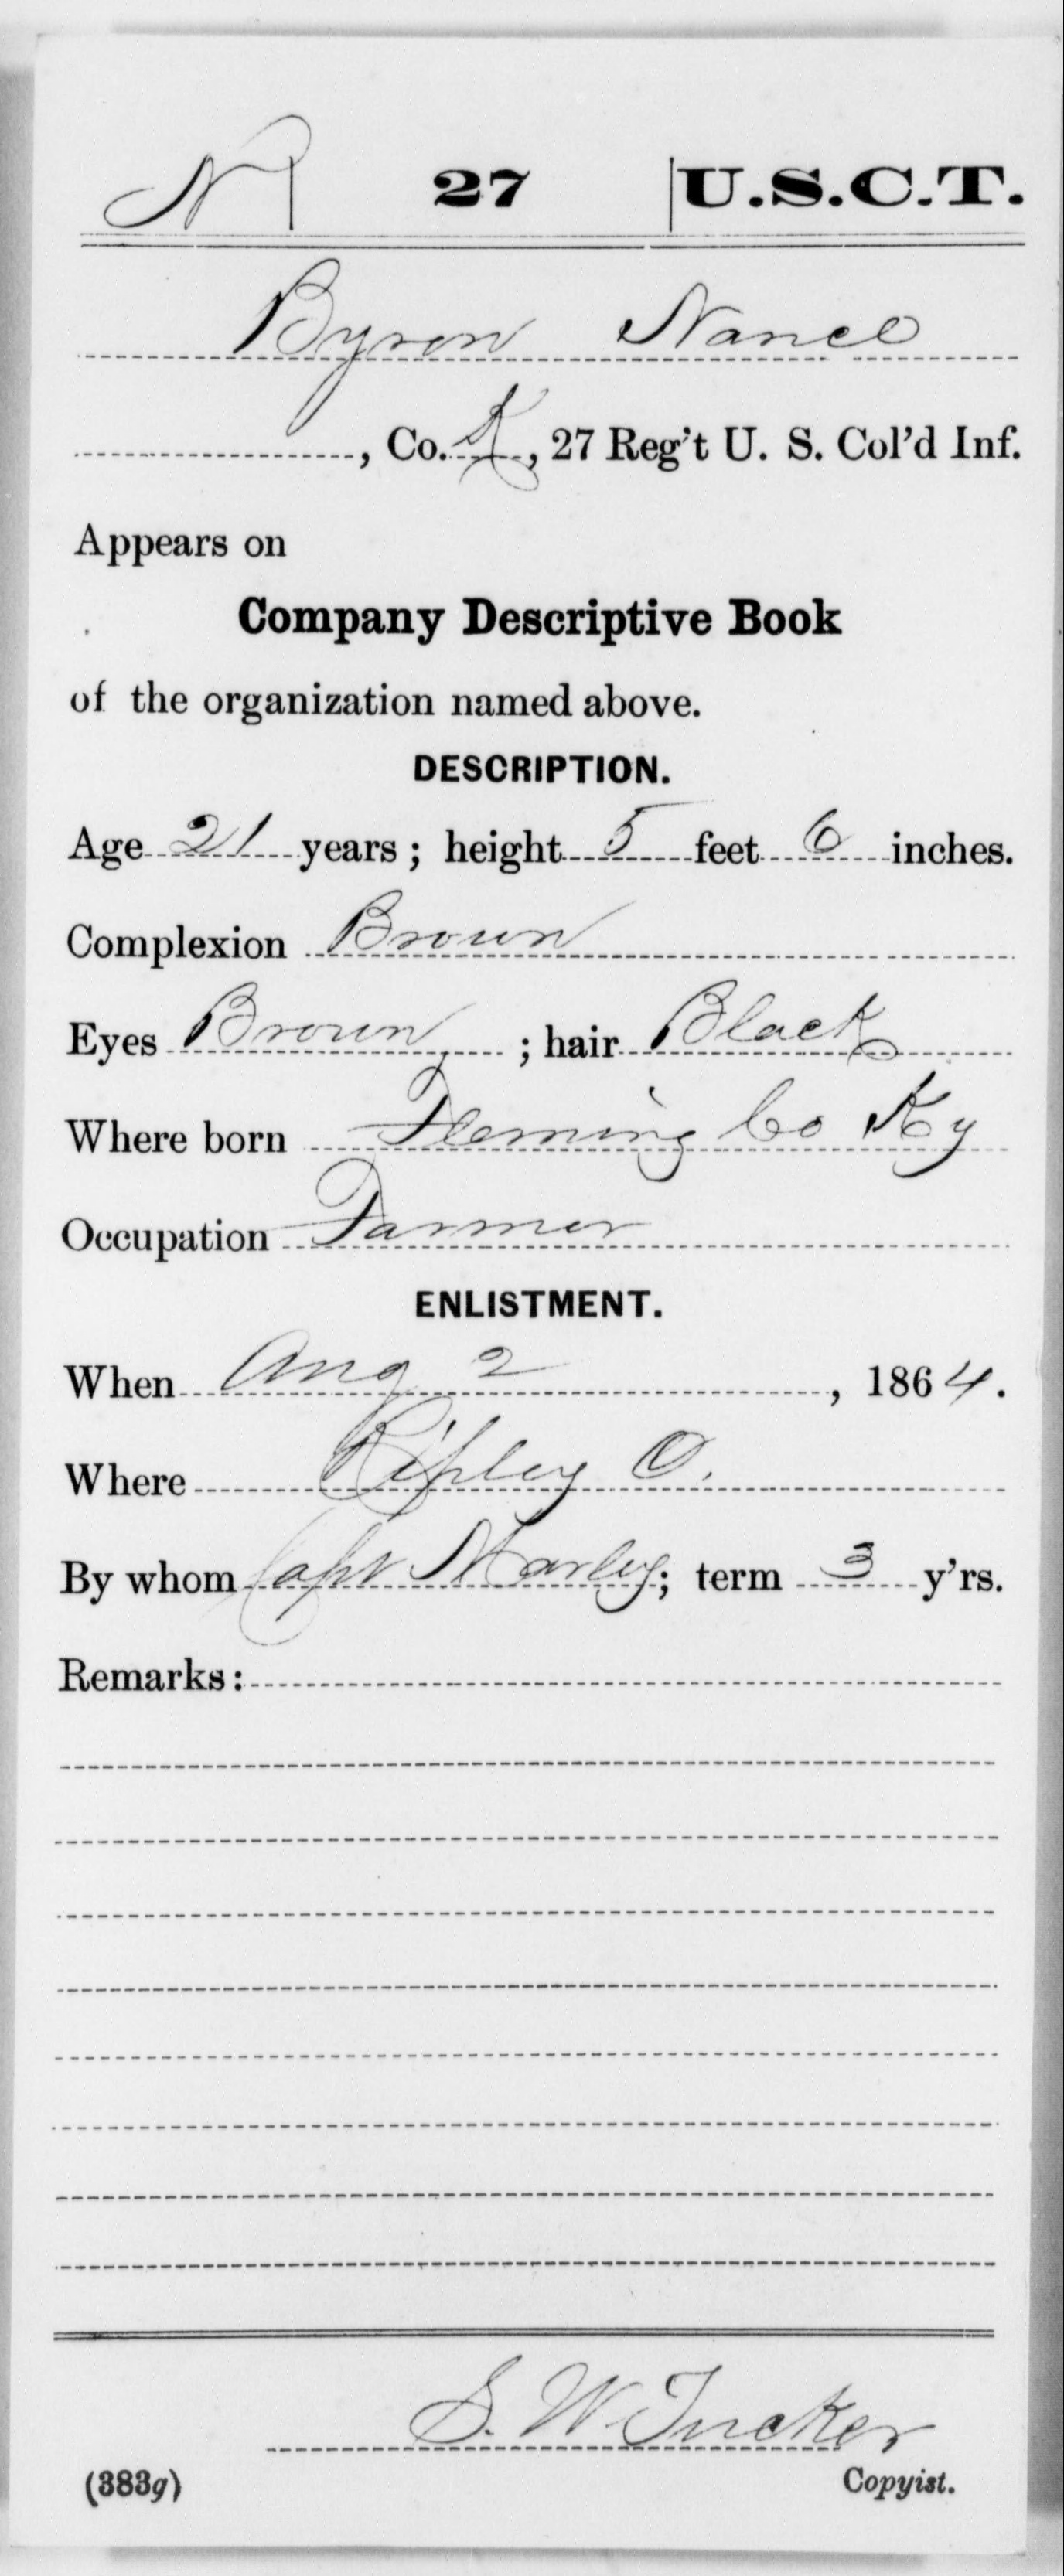 N 27 U.S.C.T.
Byron Nance
, Co. K, 27 Reg't U. S. Col'd Inf.
Appears on
Company Descriptive Book
of the organization named above.
DESCRIPTION.
Age 21 years; height 5 feet 6 inches.
Complexion Brown
Eyes Brown; hair Black
Where born Fleming Co Ky
Occupation Farmer
ENLISTMENT.
When Aug 2, 1864.
Where Ripley O.
By whom Capt Marley; term 3 y'rs.
Remarks:
S. W. Tucker
(383g) Copyist.